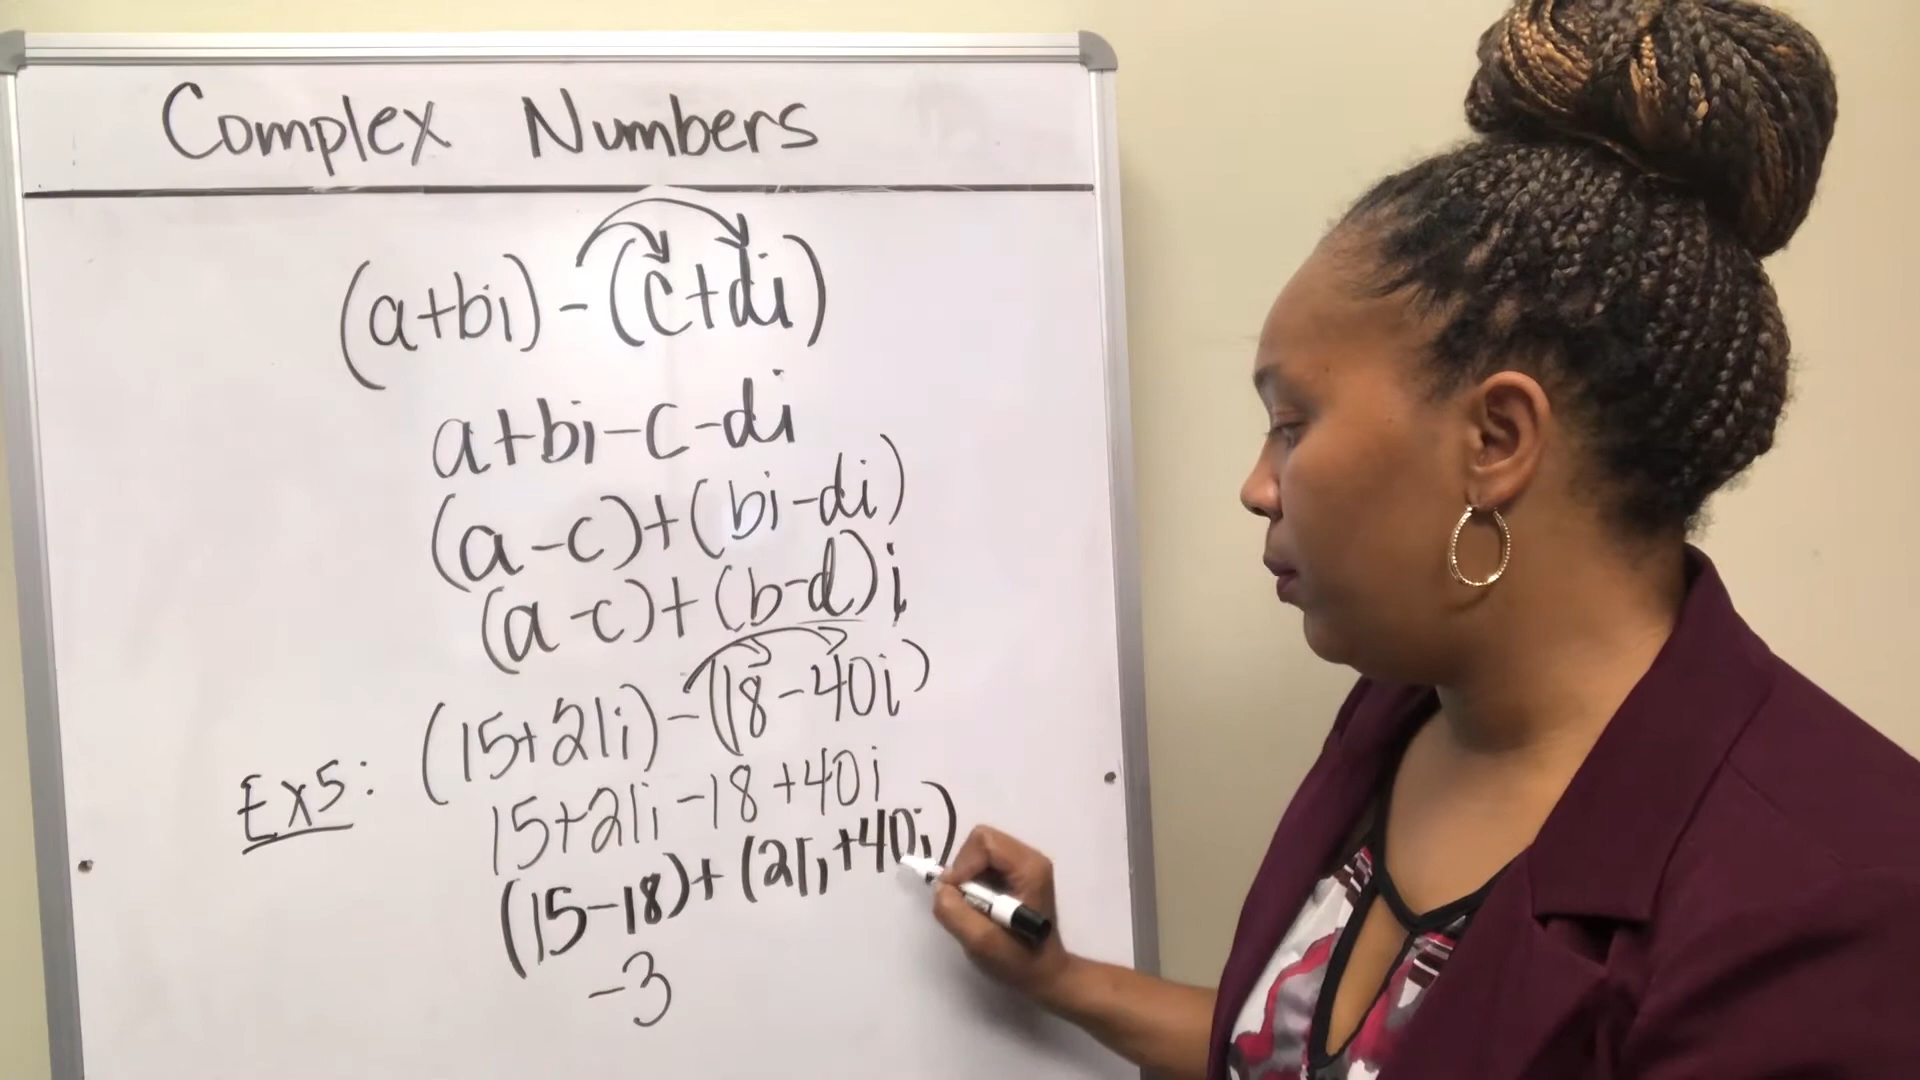 Complex Numbers
(a+bi)-(c+di)
a+bi-c-di
(a-c)+(bi-di)
(a-c)+(b-d)i
Ex5: (15+21i)-(18-40i)
15+21i-18+40i
(15-18)+(21i+40i)
-3